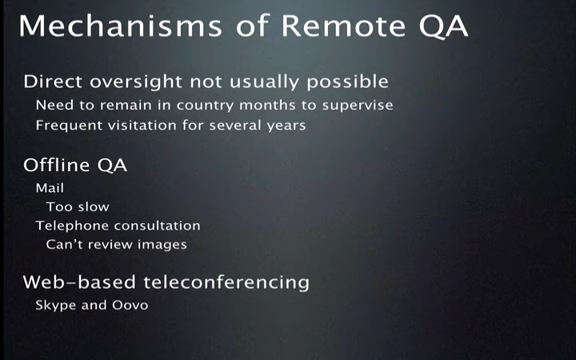 Mechanisms of Remote QA
Direct oversight not usually possible
Need to remain in country months to supervise
Frequent visitation for several years
Offline QA
Mail
Too slow
Telephone consultation
Can't review images
Web-based teleconferencing
Skype and Oovo